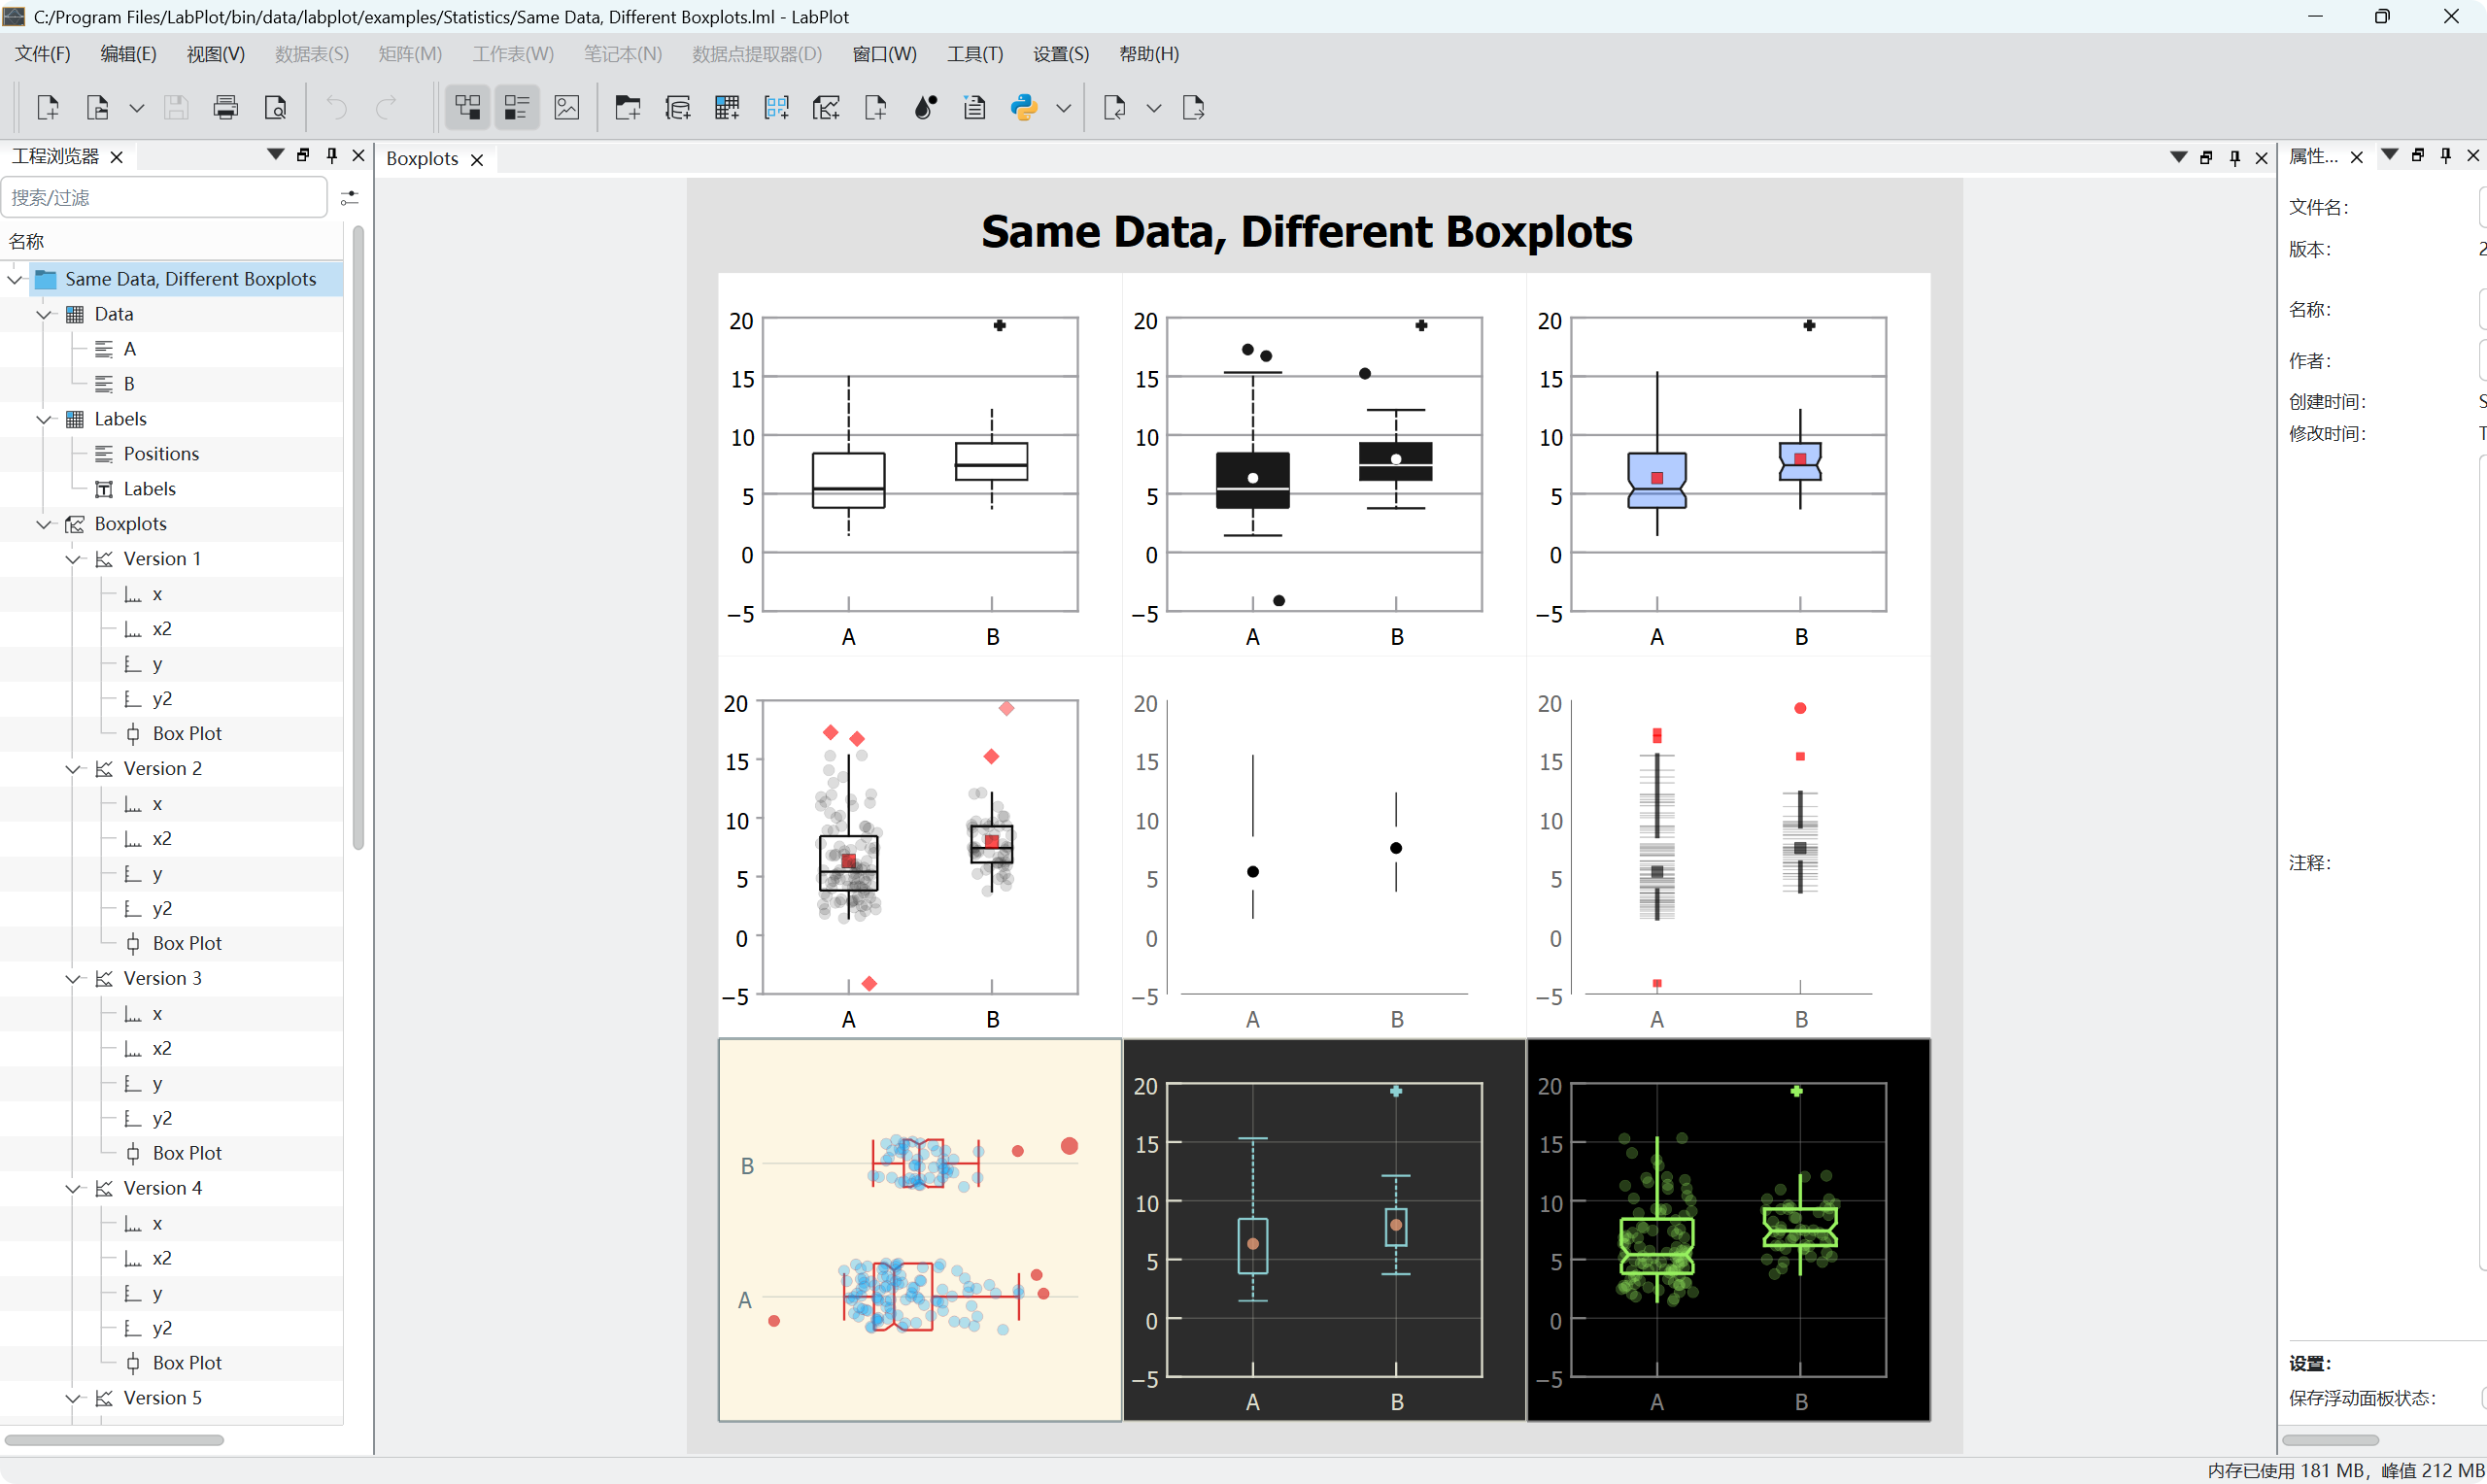 C:/Program Files/LabPlot/bin/data/labplot/examples/Statistics/Same Data, Different Boxplots.lml - LabPlot
文件(F) 编辑(E) 视图(V) 数据表(S) 矩阵(M) 工作表(W) 笔记本(N) 数据点提取器(D) 窗口(W) 工具(T) 设置(S) 帮助(H)
工程浏览器
搜索/过滤
名称
Same Data, Different Boxplots
Data
A
B
Labels
Positions
Labels
Boxplots
Version 1
x
x2
y
y2
Box Plot
Version 2
x
x2
y
y2
Box Plot
Version 3
x
x2
y
y2
Box Plot
Version 4
x
x2
y
y2
Box Plot
Version 5
Boxplots
Same Data, Different Boxplots
20
15
10
5
0
−5
A B
20
15
10
5
0
−5
A B
20
15
10
5
0
−5
A B
20
15
10
5
0
−5
A B
20
15
10
5
0
−5
A B
20
15
10
5
0
−5
A B
B
A
20
15
10
5
0
−5
A B
20
15
10
5
0
−5
A B
属性...
文件名:
版本: 2
名称:
作者:
创建时间: S
修改时间: T
注释:
设置:
保存浮动面板状态:
内存已使用 181 MB，峰值 212 MB